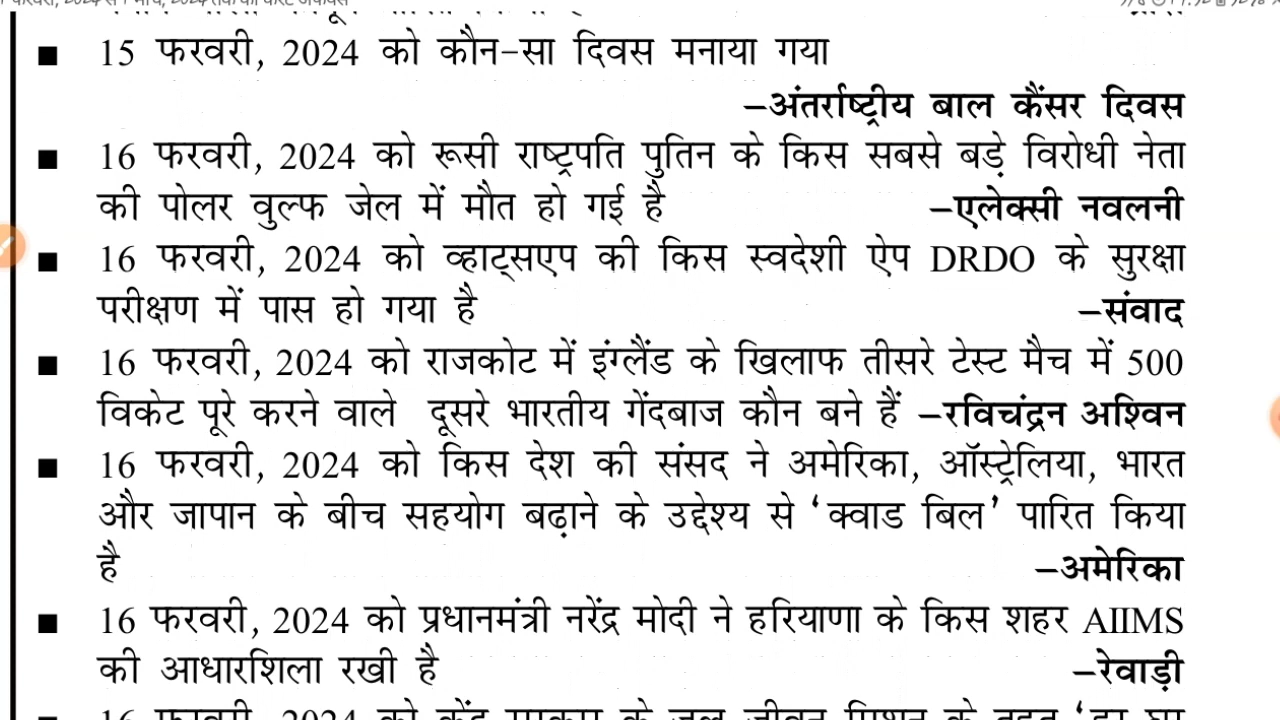 ■ 15 फरवरी, 2024 को कौन-सा दिवस मनाया गया
–अंतर्राष्ट्रीय बाल कैंसर दिवस
■ 16 फरवरी, 2024 को रूसी राष्ट्रपति पुतिन के किस सबसे बड़े विरोधी नेता
की पोलर वुल्फ जेल में मौत हो गई है –एलेक्सी नवलनी
■ 16 फरवरी, 2024 को व्हाट्सएप की किस स्वदेशी ऐप DRDO के सुरक्षा
परीक्षण में पास हो गया है –संवाद
■ 16 फरवरी, 2024 को राजकोट में इंग्लैंड के खिलाफ तीसरे टेस्ट मैच में 500
विकेट पूरे करने वाले दूसरे भारतीय गेंदबाज कौन बने हैं –रविचंद्रन अश्विन
■ 16 फरवरी, 2024 को किस देश की संसद ने अमेरिका, ऑस्ट्रेलिया, भारत
और जापान के बीच सहयोग बढ़ाने के उद्देश्य से ‘क्वाड बिल’ पारित किया
है –अमेरिका
■ 16 फरवरी, 2024 को प्रधानमंत्री नरेंद्र मोदी ने हरियाणा के किस शहर AIIMS
की आधारशिला रखी है –रेवाड़ी